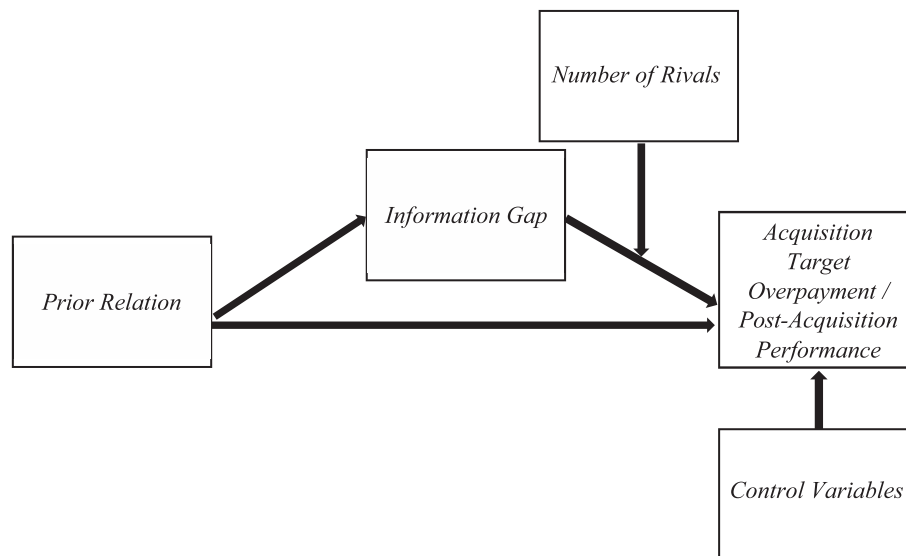 Number of Rivals
Information Gap
Prior Relation
Acquisition
Target
Overpayment /
Post-Acquisition
Performance
Control Variables